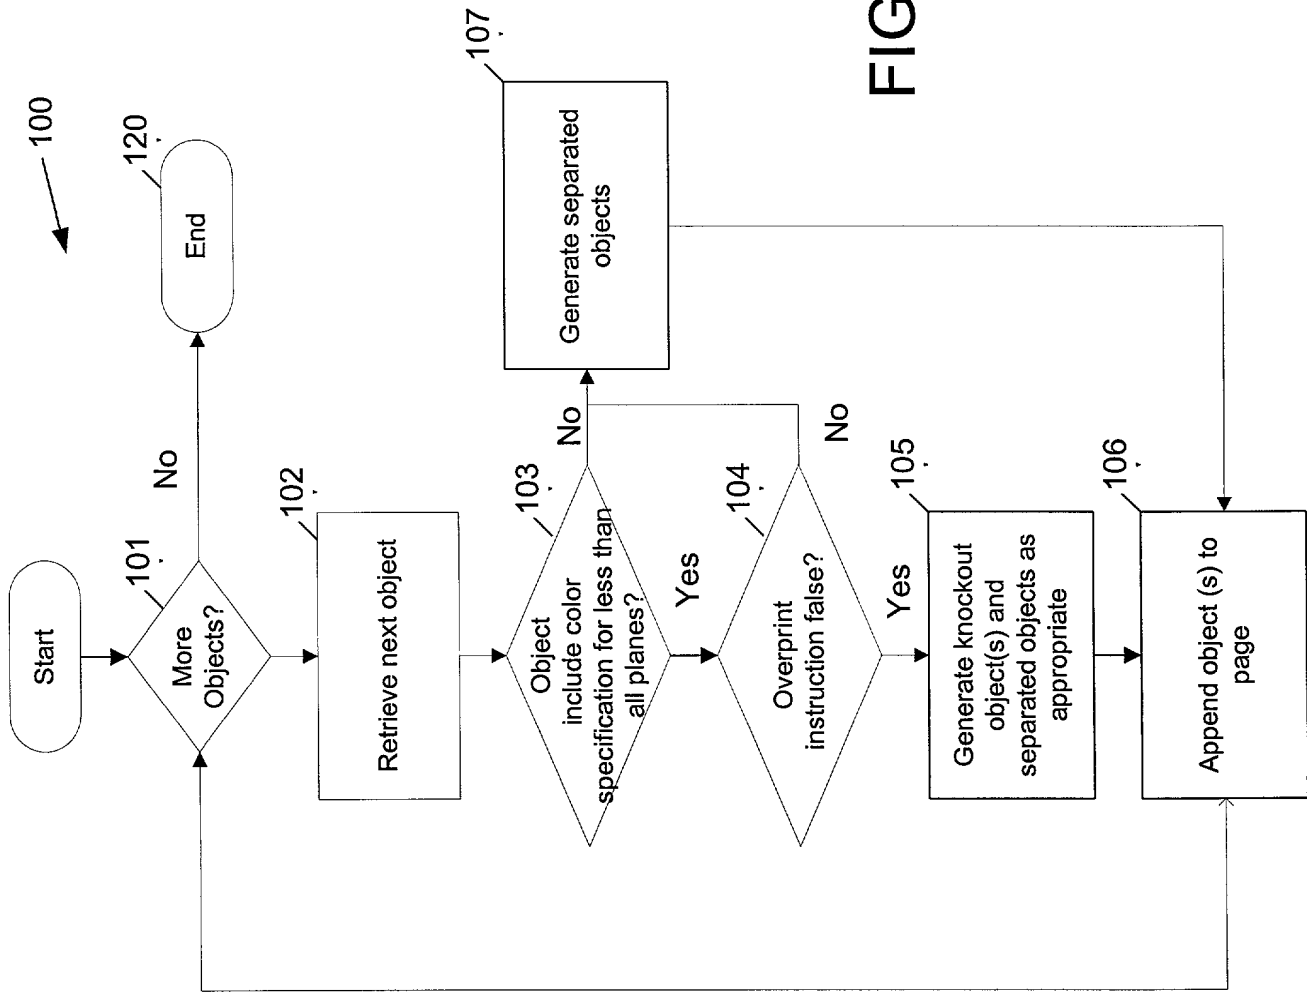 100
Start
101
More
Objects?
No
120
End
102
Retrieve next object
103
Object
include color
specification for less than
all planes?
No
107
Generate separated
objects
Yes
104
Overprint
instruction false?
No
Yes
105
Generate knockout
object(s) and
separated objects as
appropriate
106
Append object (s) to
page
FIG